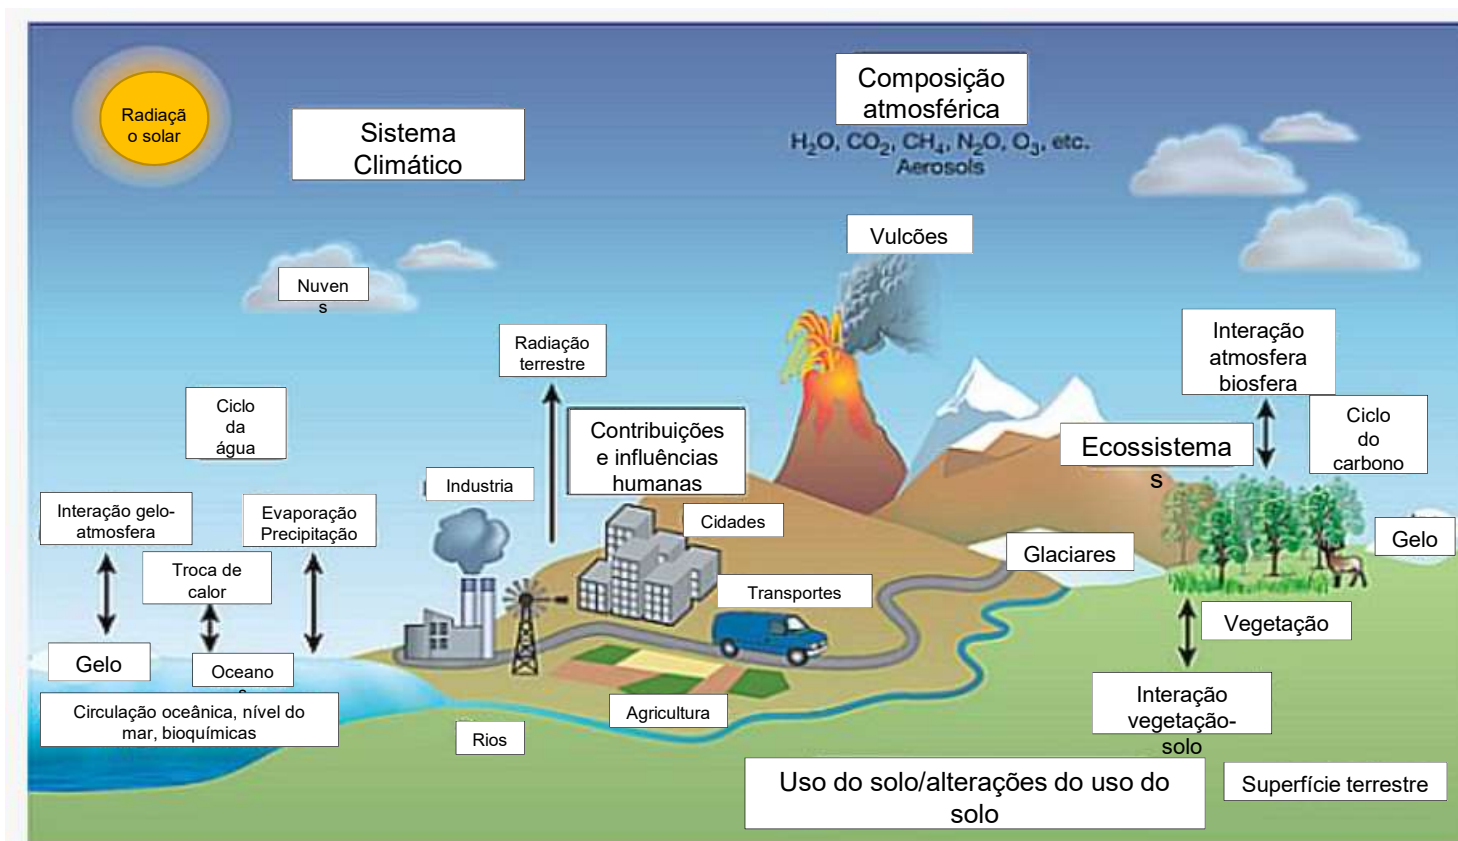 Radiaçã
o solar
Sistema
Climático
Composição
atmosférica
H₂O, CO₂, CH₄, N₂O, O₃, etc.
Aerosols
Vulcões
Nuven
s
Radiação
terrestre
Interação
atmosfera
biosfera
Ciclo
da
água
Contribuições
e influências
humanas
Ecossistema
s
Ciclo
do
carbono
Industria
Interação gelo-
atmosfera
Evaporação
Precipitação
Cidades
Glaciares
Gelo
Troca de
calor
Transportes
Vegetação
Gelo
Oceano
s
Circulação oceânica, nível do
mar, bioquímicas
Rios
Agricultura
Interação
vegetação-
solo
Uso do solo/alterações do uso do
solo
Superfície terrestre